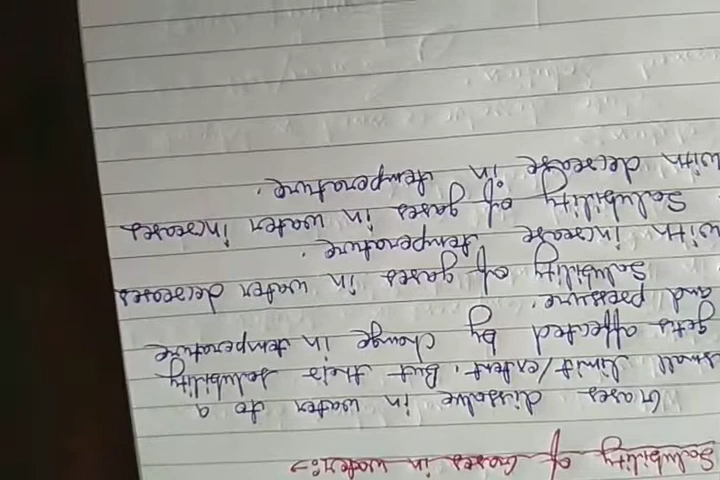 Solubility of Gases in water:->
Gases dissolve in water to a
small limit/extent. But their solubility
gets affected by change in temperature
and pressure.
Solubility of gases in water decreases
with increase temperature.
Solubility of gases in water increases
with decrease in temperature.